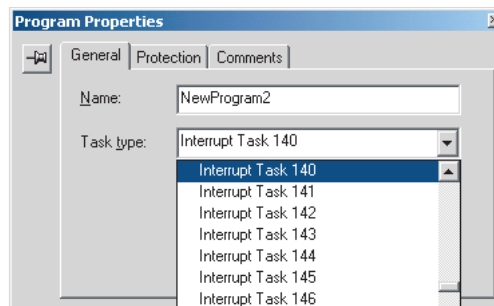 Program Properties
General Protection Comments
Name: NewProgram2
Task type: Interrupt Task 140
Interrupt Task 140
Interrupt Task 141
Interrupt Task 142
Interrupt Task 143
Interrupt Task 144
Interrupt Task 145
Interrupt Task 146